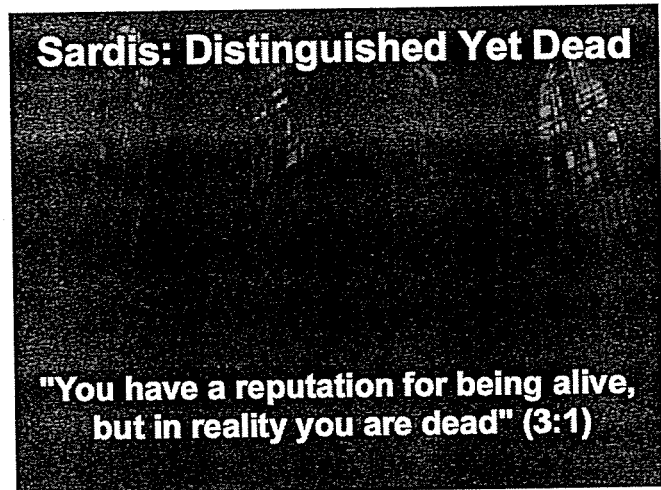 Sardis: Distinguished Yet Dead
"You have a reputation for being alive,
but in reality you are dead" (3:1)